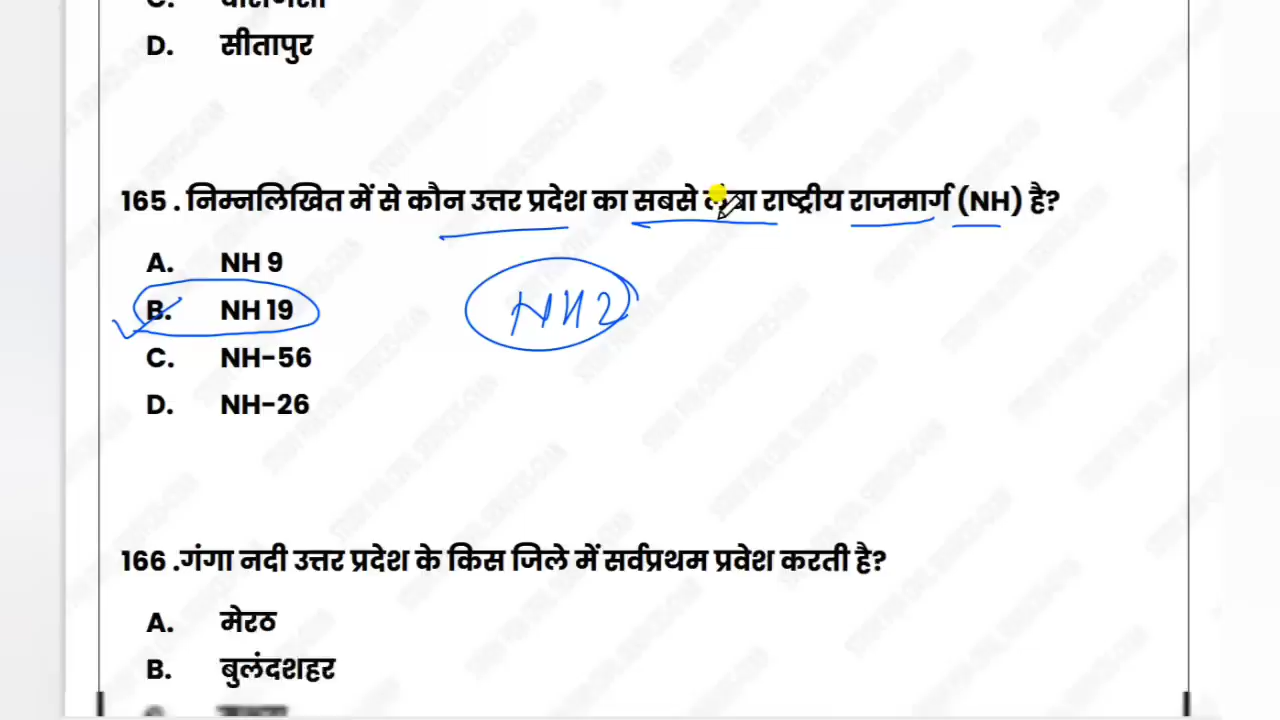 D. सीतापुर
165 . निम्नलिखित में से कौन उत्तर प्रदेश का सबसे लंबा राष्ट्रीय राजमार्ग (NH) है?
A. NH 9
B. NH 19
NH2
C. NH-56
D. NH-26
166 .गंगा नदी उत्तर प्रदेश के किस जिले में सर्वप्रथम प्रवेश करती है?
A. मेरठ
B. बुलंदशहर